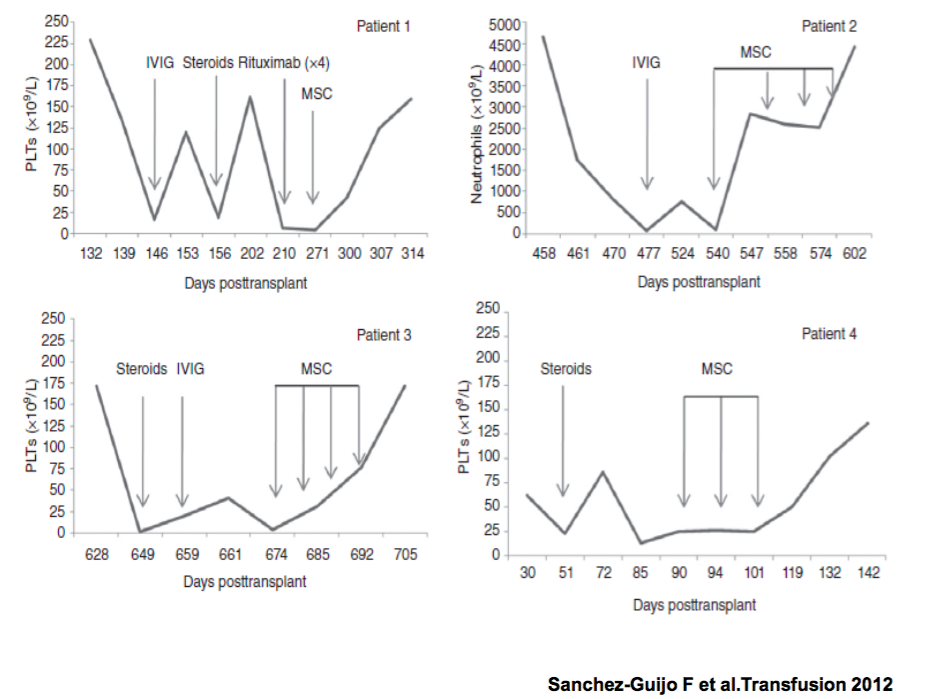 Patient 1
PLTs (×10⁹/L)
250
225
200
175
150
125
100
75
50
25
0
IVIG Steroids Rituximab (×4)
MSC
132 139 146 153 156 202 210 271 300 307 314
Days posttransplant
Patient 2
Neutrophils (×10⁹/L)
5000
4500
4000
3500
3000
2500
2000
1500
1000
500
0
IVIG
MSC
458 461 470 477 524 540 547 558 574 602
Days posttransplant
Patient 3
PLTs (×10⁹/L)
250
225
200
175
150
125
100
75
50
25
0
Steroids IVIG
MSC
628 649 659 661 674 685 692 705
Days posttransplant
Patient 4
PLTs (×10⁹/L)
250
225
200
175
150
125
100
75
50
25
0
Steroids
MSC
30 51 72 85 90 94 101 119 132 142
Days posttransplant
Sanchez-Guijo F et al.Transfusion 2012